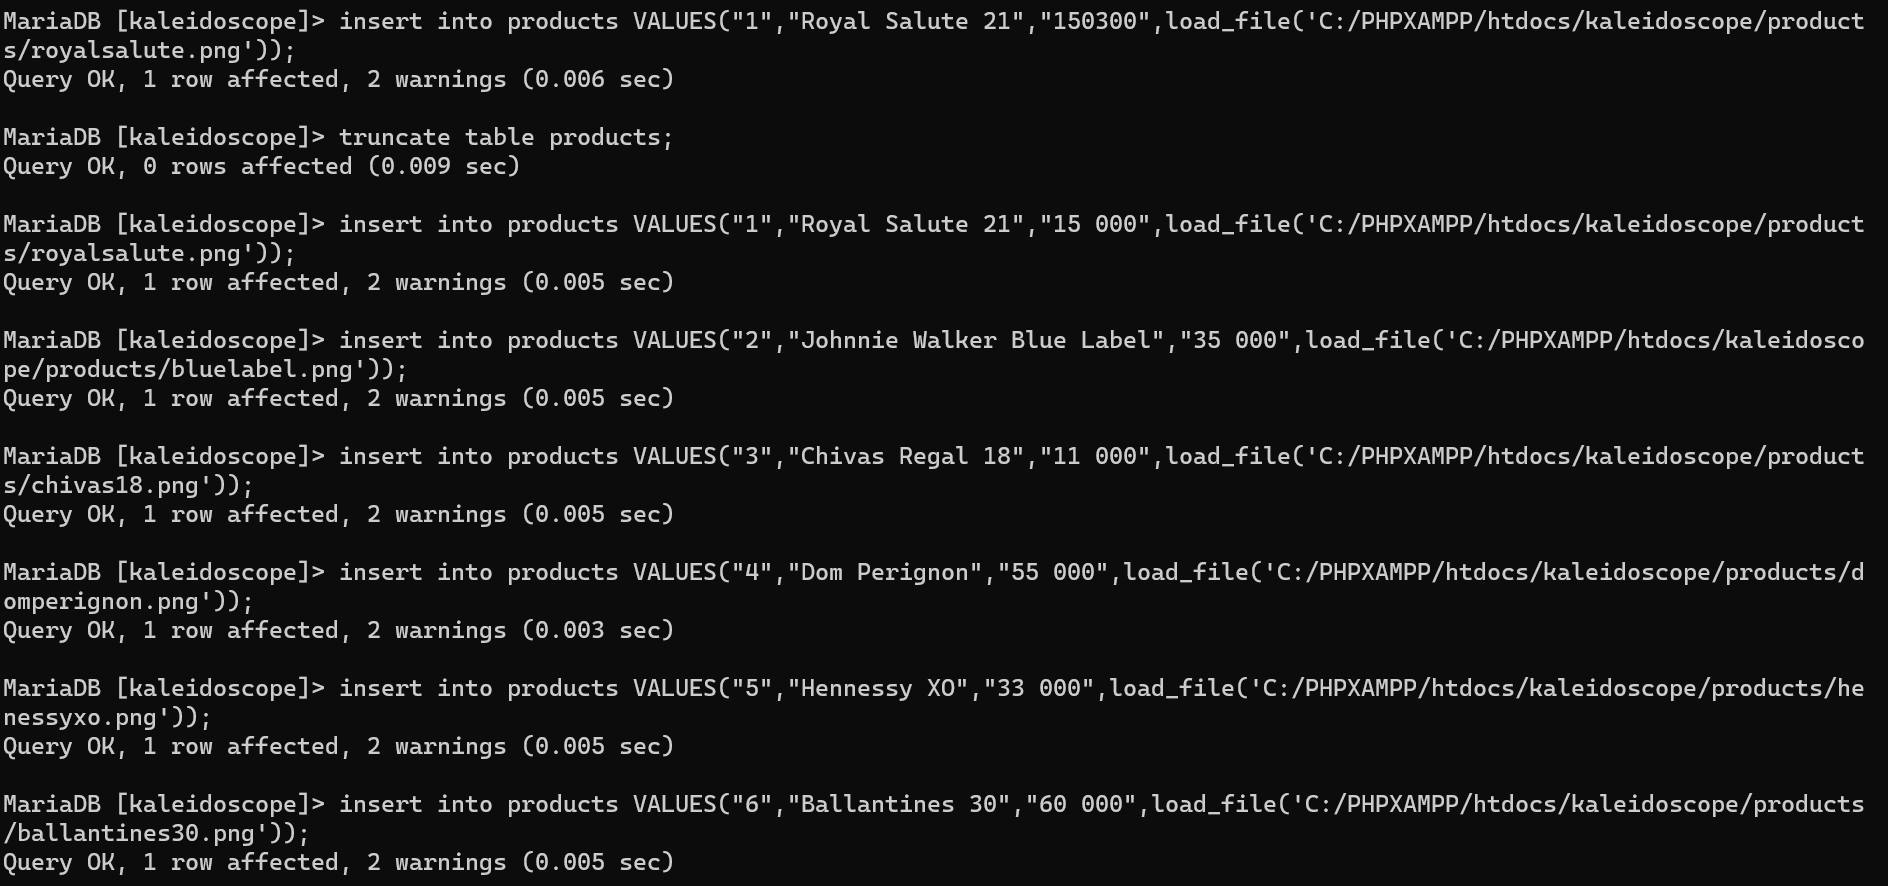 MariaDB [kaleidoscope]> insert into products VALUES("1","Royal Salute 21","150300",load_file('C:/PHPXAMPP/htdocs/kaleidoscope/product
s/royalsalute.png'));
Query OK, 1 row affected, 2 warnings (0.006 sec)
MariaDB [kaleidoscope]> truncate table products;
Query OK, 0 rows affected (0.009 sec)
MariaDB [kaleidoscope]> insert into products VALUES("1","Royal Salute 21","15 000",load_file('C:/PHPXAMPP/htdocs/kaleidoscope/product
s/royalsalute.png'));
Query OK, 1 row affected, 2 warnings (0.005 sec)
MariaDB [kaleidoscope]> insert into products VALUES("2","Johnnie Walker Blue Label","35 000",load_file('C:/PHPXAMPP/htdocs/kaleidosco
pe/products/bluelabel.png'));
Query OK, 1 row affected, 2 warnings (0.005 sec)
MariaDB [kaleidoscope]> insert into products VALUES("3","Chivas Regal 18","11 000",load_file('C:/PHPXAMPP/htdocs/kaleidoscope/product
s/chivas18.png'));
Query OK, 1 row affected, 2 warnings (0.005 sec)
MariaDB [kaleidoscope]> insert into products VALUES("4","Dom Perignon","55 000",load_file('C:/PHPXAMPP/htdocs/kaleidoscope/products/d
omperignon.png'));
Query OK, 1 row affected, 2 warnings (0.003 sec)
MariaDB [kaleidoscope]> insert into products VALUES("5","Hennessy XO","33 000",load_file('C:/PHPXAMPP/htdocs/kaleidoscope/products/he
nessyxo.png'));
Query OK, 1 row affected, 2 warnings (0.005 sec)
MariaDB [kaleidoscope]> insert into products VALUES("6","Ballantines 30","60 000",load_file('C:/PHPXAMPP/htdocs/kaleidoscope/products
/ballantines30.png'));
Query OK, 1 row affected, 2 warnings (0.005 sec)